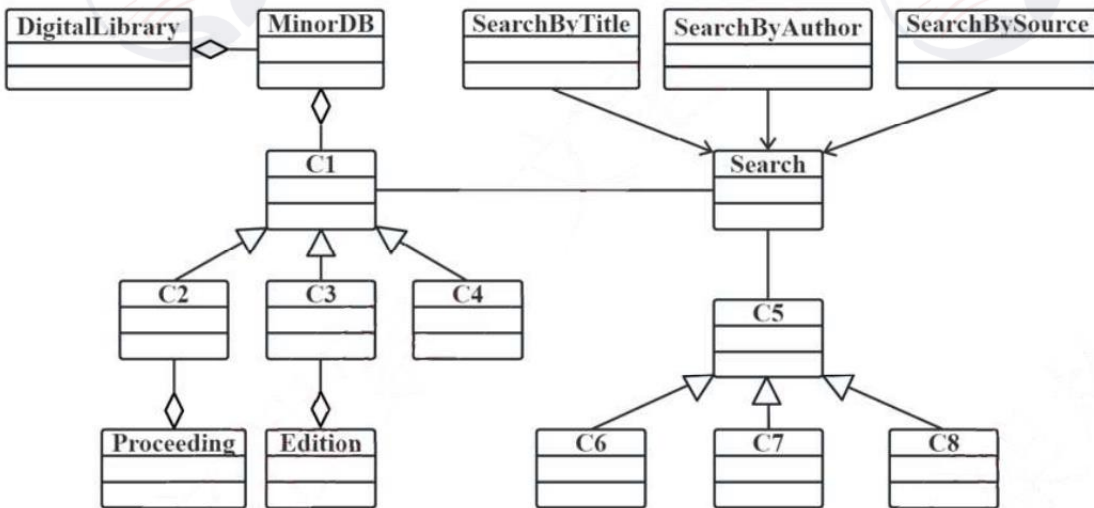 DigitalLibrary
MinorDB
SearchByTitle
SearchByAuthor
SearchBySource
C1
Search
C2
C3
C4
C5
Proceeding
Edition
C6
C7
C8